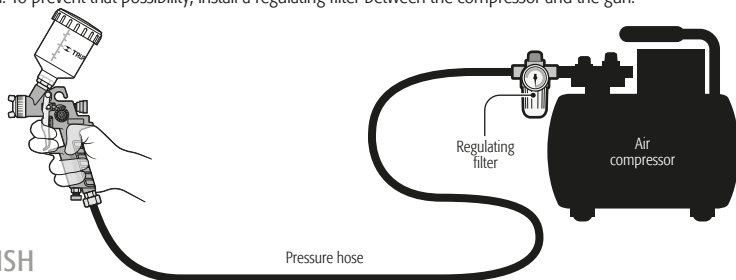 To prevent that possibility, install a regulating filter between the compressor and the gun.
TRUP
Regulating
filter
Air
compressor
Pressure hose
ISH